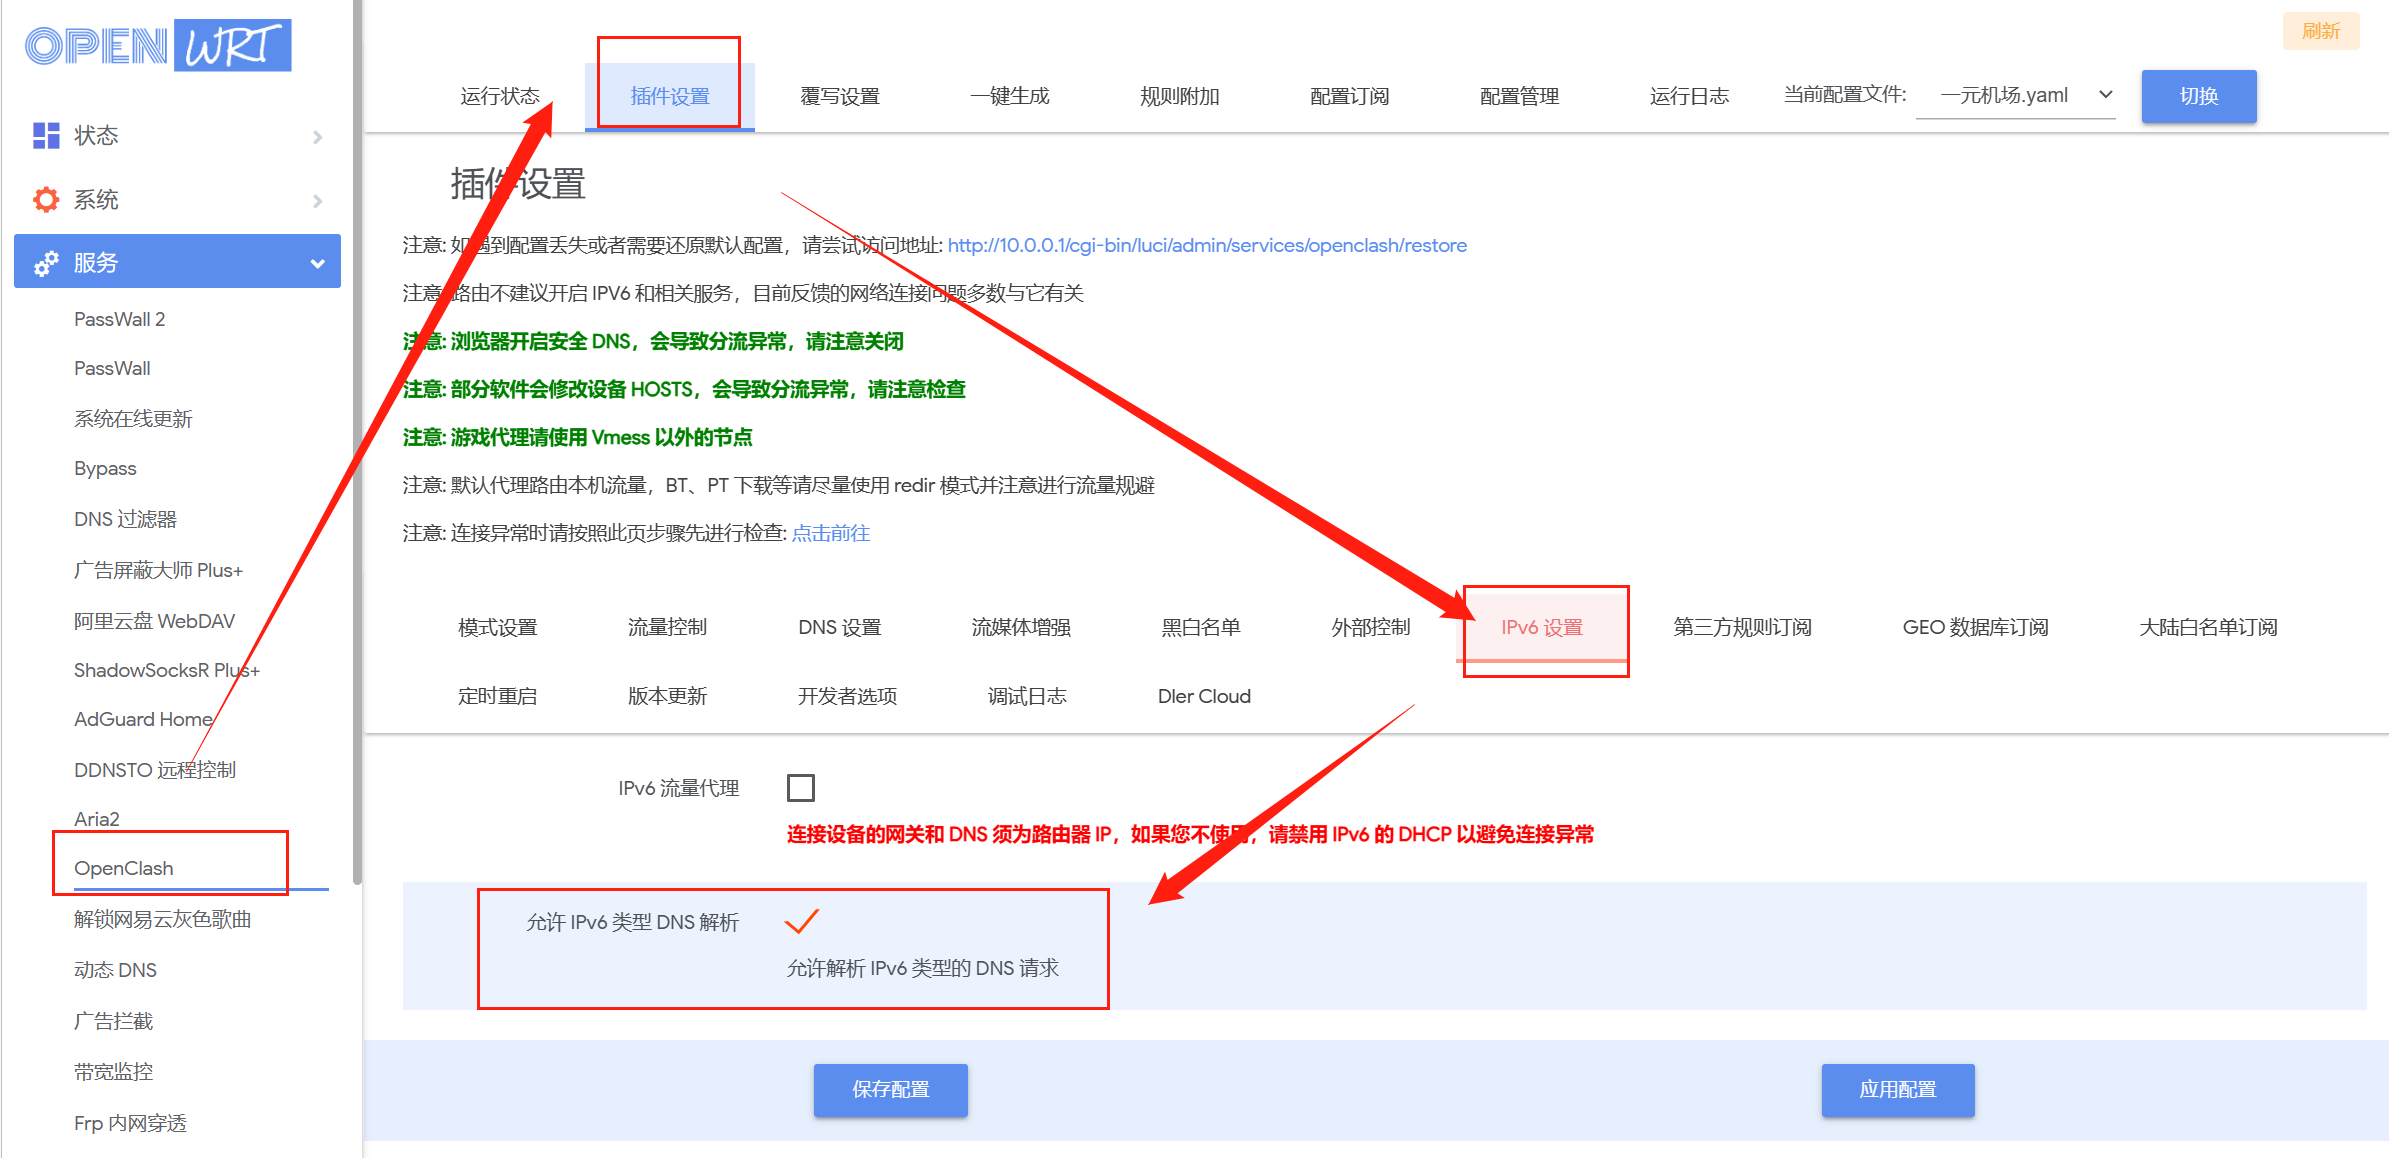 OPENWRT
状态
系统
服务
PassWall 2
PassWall
系统在线更新
Bypass
DNS 过滤器
广告屏蔽大师 Plus+
阿里云盘 WebDAV
ShadowSocksR Plus+
AdGuard Home
DDNSTO 远程控制
Aria2
OpenClash
解锁网易云灰色歌曲
动态 DNS
广告拦截
带宽监控
Frp 内网穿透
刷新
运行状态 插件设置 覆写设置 一键生成 规则附加 配置订阅 配置管理 运行日志 当前配置文件: 一元机场.yaml 切换
插件设置
注意: 如遇到配置丢失或者需要还原默认配置，请尝试访问地址: http://10.0.0.1/cgi-bin/luci/admin/services/openclash/restore
注意: 路由不建议开启 IPV6 和相关服务，目前反馈的网络连接问题多数与它有关
注意: 浏览器开启安全 DNS，会导致分流异常，请注意关闭
注意: 部分软件会修改设备 HOSTS，会导致分流异常，请注意检查
注意: 游戏代理请使用 Vmess 以外的节点
注意: 默认代理路由本机流量，BT、PT 下载等请尽量使用 redir 模式并注意进行流量规避
注意: 连接异常时请按照此页步骤先进行检查: 点击前往
模式设置 流量控制 DNS 设置 流媒体增强 黑白名单 外部控制 IPv6 设置 第三方规则订阅 GEO 数据库订阅 大陆白名单订阅
定时重启 版本更新 开发者选项 调试日志 Dler Cloud
IPv6 流量代理
连接设备的网关和 DNS 须为路由器 IP，如果您不使用，请禁用 IPv6 的 DHCP 以避免连接异常
允许 IPv6 类型 DNS 解析
允许解析 IPv6 类型的 DNS 请求
保存配置 应用配置